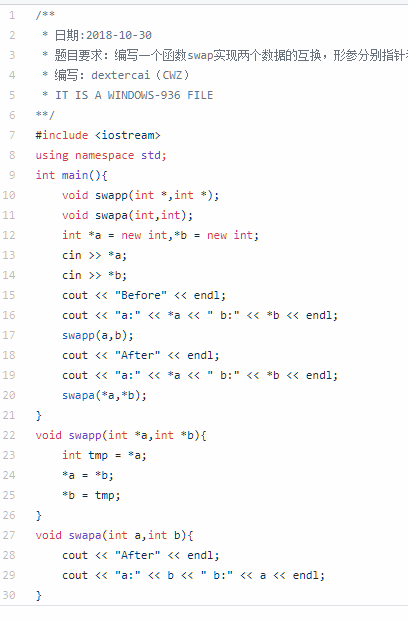 1 /**
2  * 日期:2018-10-30
3  * 题目要求：编写一个函数swap实现两个数据的互换，形参分别指针
4  * 编写：dextercai（CWZ）
5  * IT IS A WINDOWS-936 FILE
6 **/
7 #include <iostream>
8 using namespace std;
9 int main(){
10     void swapp(int *,int *);
11     void swapa(int,int);
12     int *a = new int,*b = new int;
13     cin >> *a;
14     cin >> *b;
15     cout << "Before" << endl;
16     cout << "a:" << *a << " b:" << *b << endl;
17     swapp(a,b);
18     cout << "After" << endl;
19     cout << "a:" << *a << " b:" << *b << endl;
20     swapa(*a,*b);
21 }
22 void swapp(int *a,int *b){
23     int tmp = *a;
24     *a = *b;
25     *b = tmp;
26 }
27 void swapa(int a,int b){
28     cout << "After" << endl;
29     cout << "a:" << b << " b:" << a << endl;
30 }